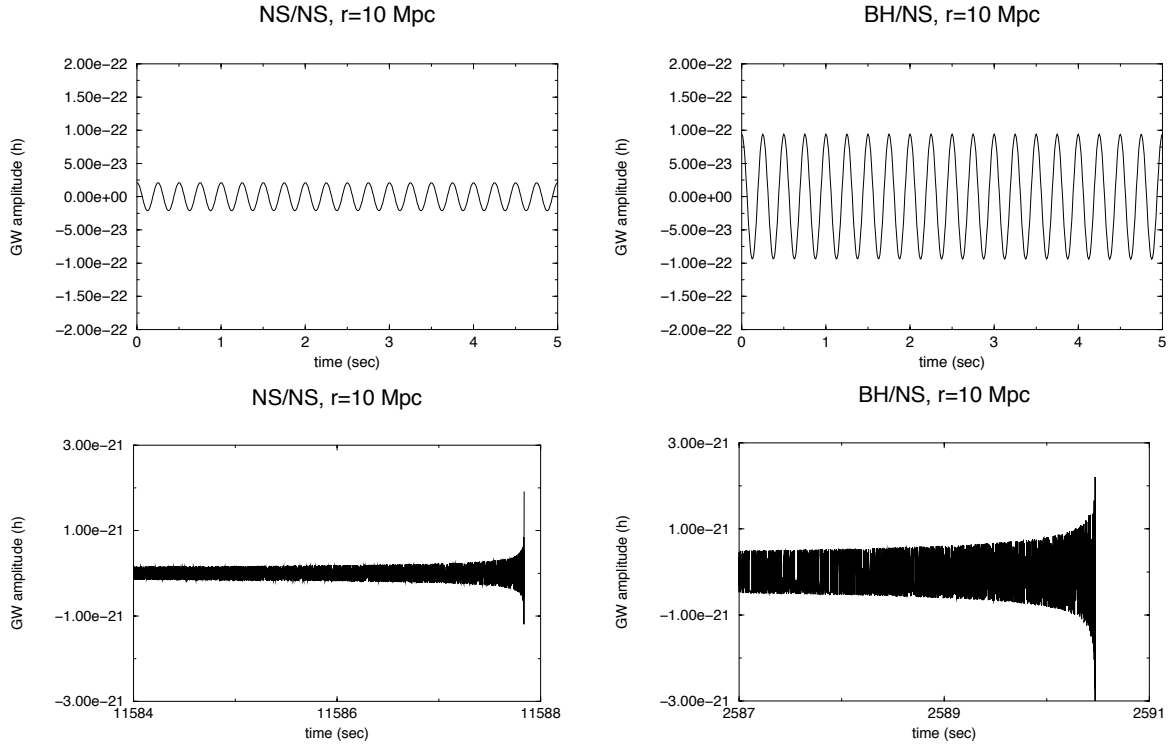 NS/NS, r=10 Mpc
GW amplitude (h)
2.00e−22
1.50e−22
1.00e−22
5.00e−23
0.00e+00
−5.00e−23
−1.00e−22
−1.50e−22
−2.00e−22
0 1 2 3 4 5
time (sec)
BH/NS, r=10 Mpc
GW amplitude (h)
2.00e−22
1.50e−22
1.00e−22
5.00e−23
0.00e+00
−5.00e−23
−1.00e−22
−1.50e−22
−2.00e−22
0 1 2 3 4 5
time (sec)
NS/NS, r=10 Mpc
GW amplitude (h)
3.00e−21
1.00e−21
−1.00e−21
−3.00e−21
11584 11586 11588
time (sec)
BH/NS, r=10 Mpc
GW amplitude (h)
3.00e−21
1.00e−21
−1.00e−21
−3.00e−21
2587 2589 2591
time (sec)